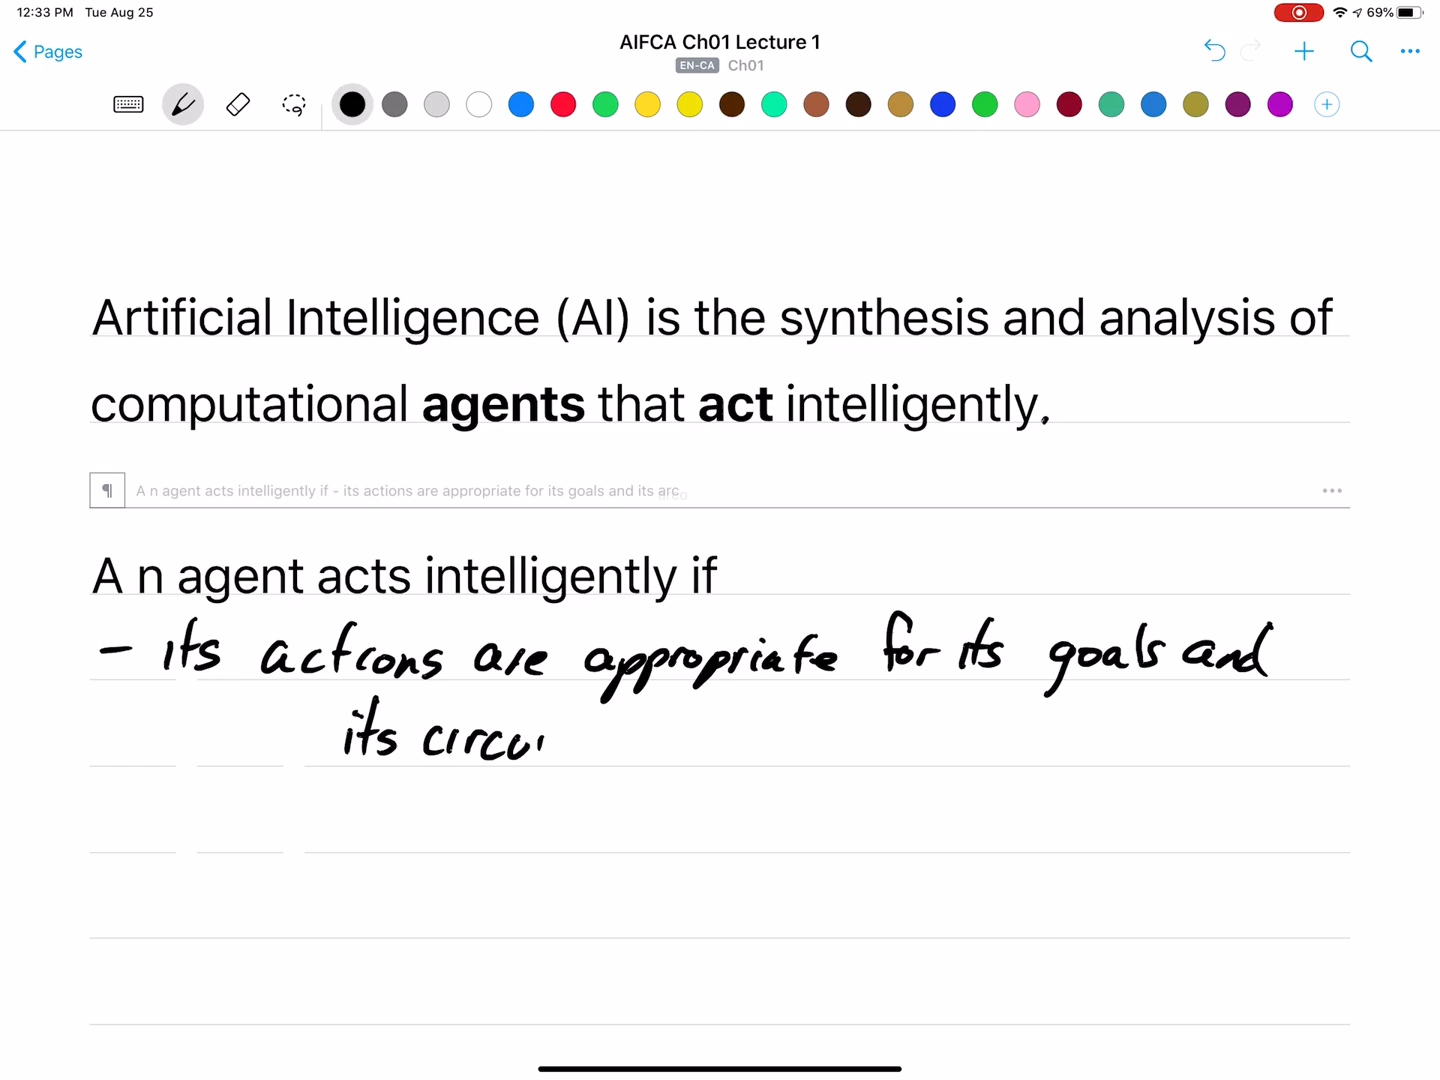 12:33 PM Tue Aug 25
69%
Pages
AIFCA Ch01 Lecture 1
EN-CA Ch01
Artificial Intelligence (AI) is the synthesis and analysis of
computational agents that act intelligently.
¶ A n agent acts intelligently if - its actions are appropriate for its goals and its arc
A n agent acts intelligently if
- its actions are appropriate for its goals and
its circu